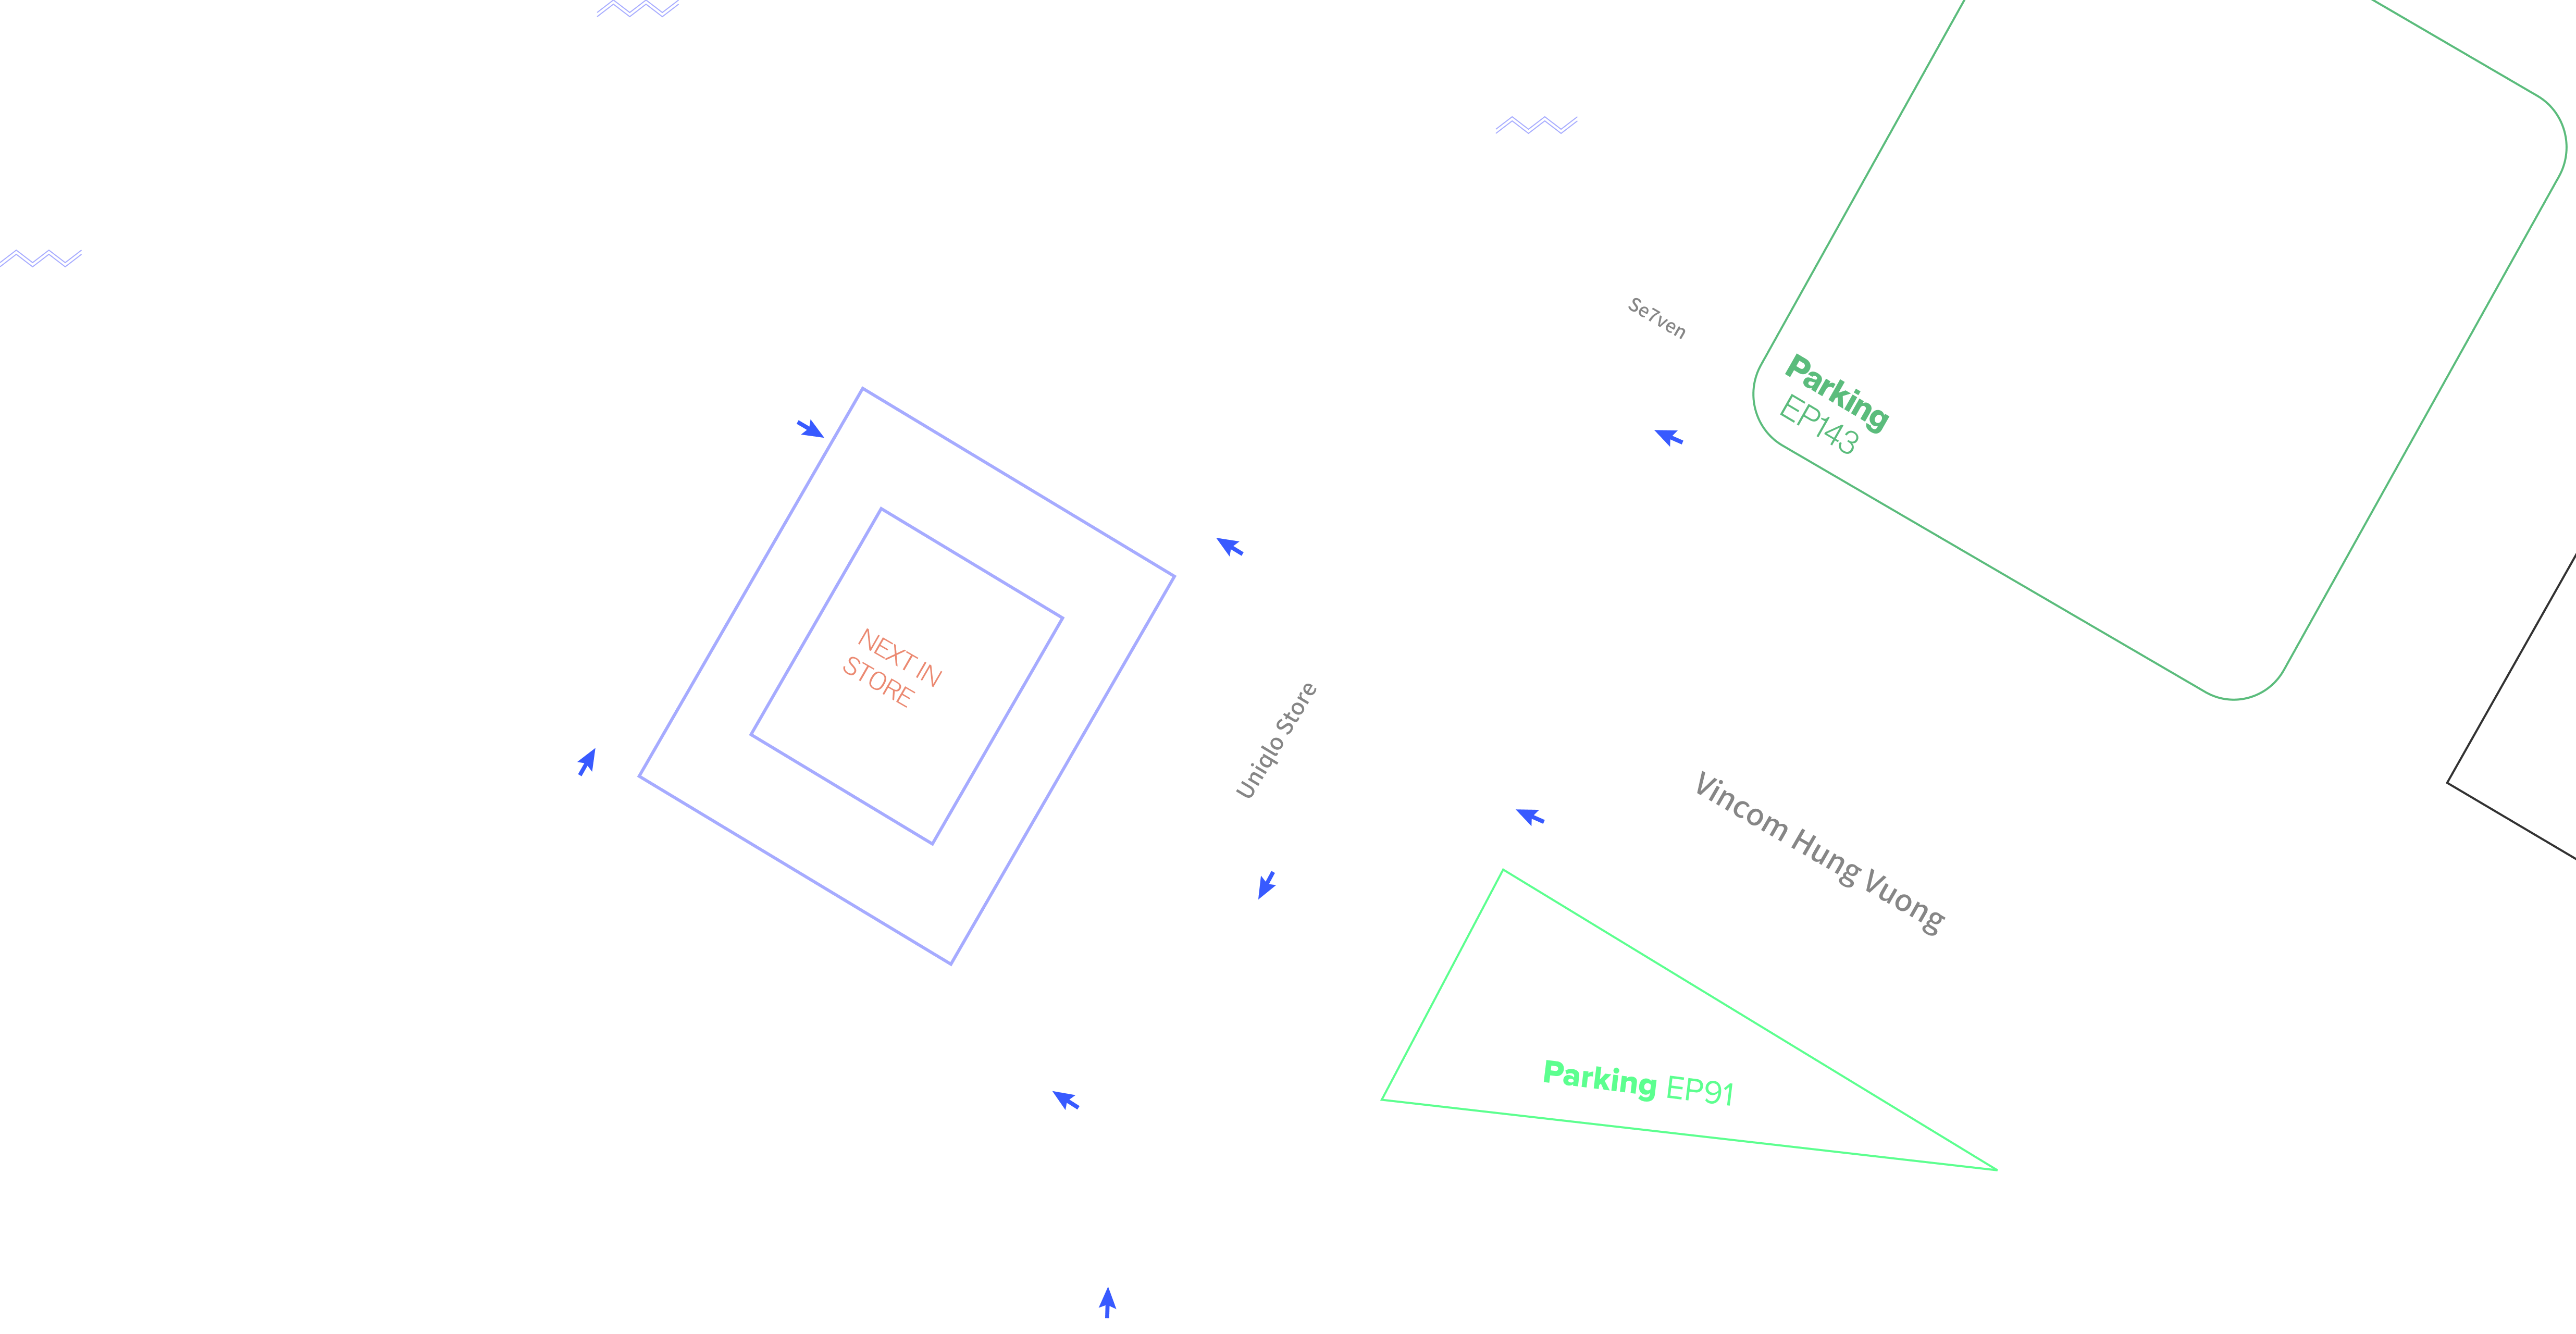 Se7ven
Parking
EP143
NEXT IN
STORE
Uniqlo Store
Vincom Hung Vuong
Parking EP91